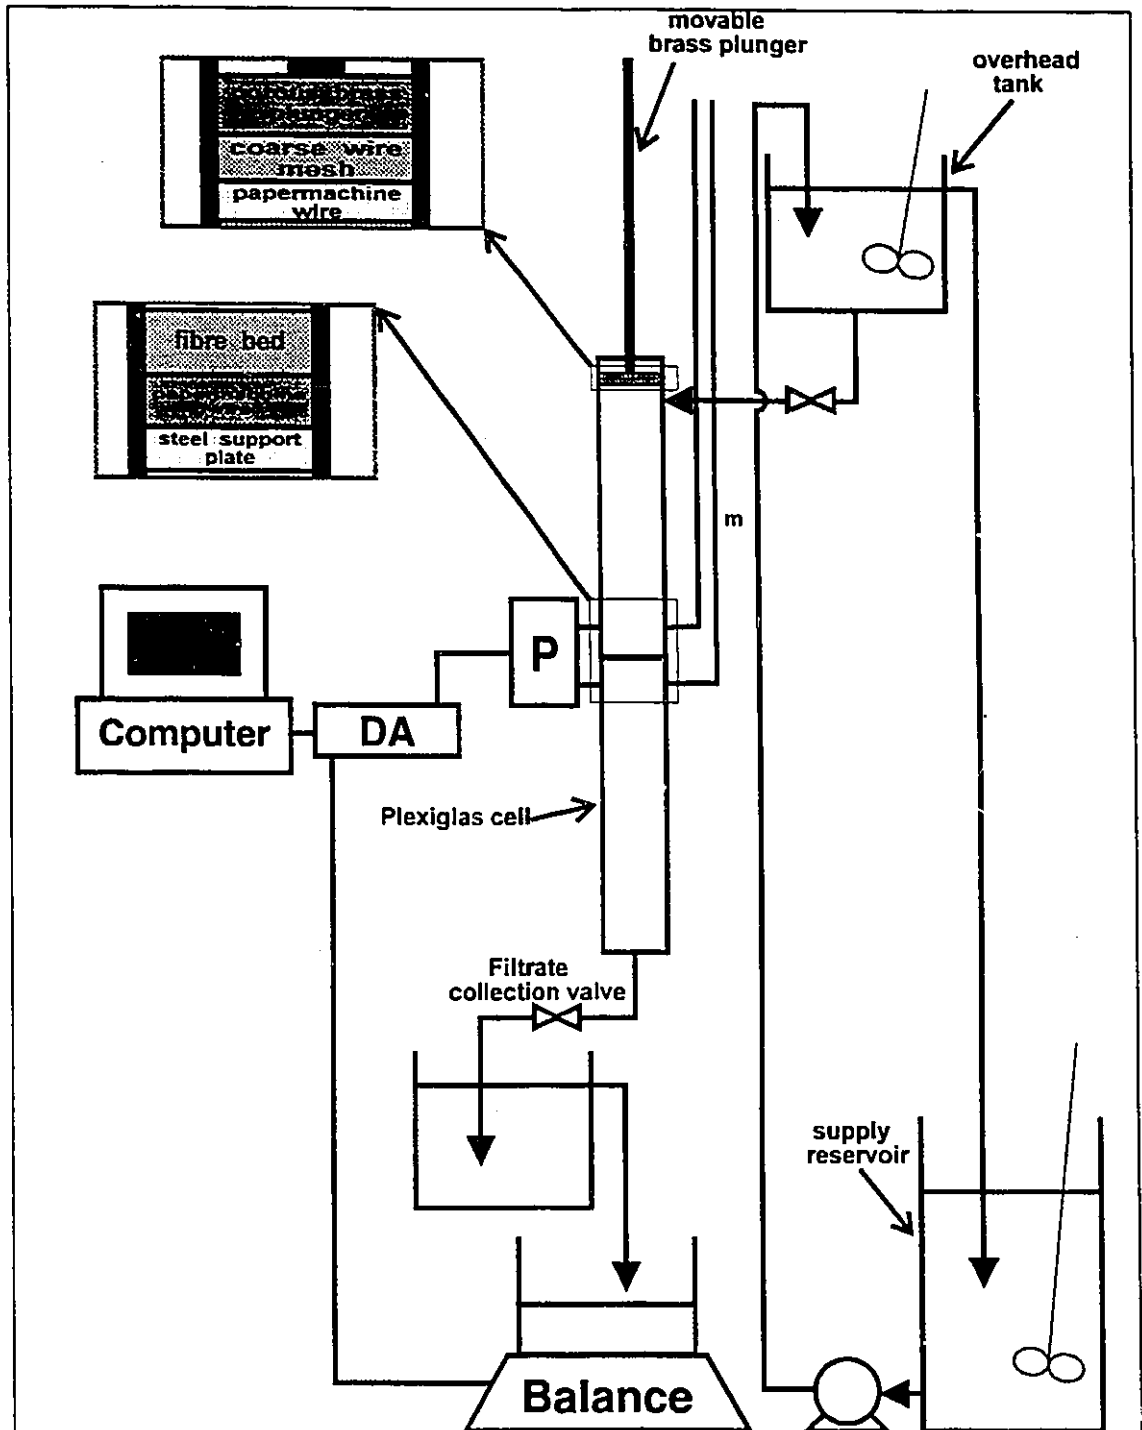 movable
brass plunger
overhead
tank
coarse wire
mesh
papermachine
wire
fibre bed
steel support
plate
m
P
Computer
DA
Plexiglas cell
Filtrate
collection valve
supply
reservoir
Balance